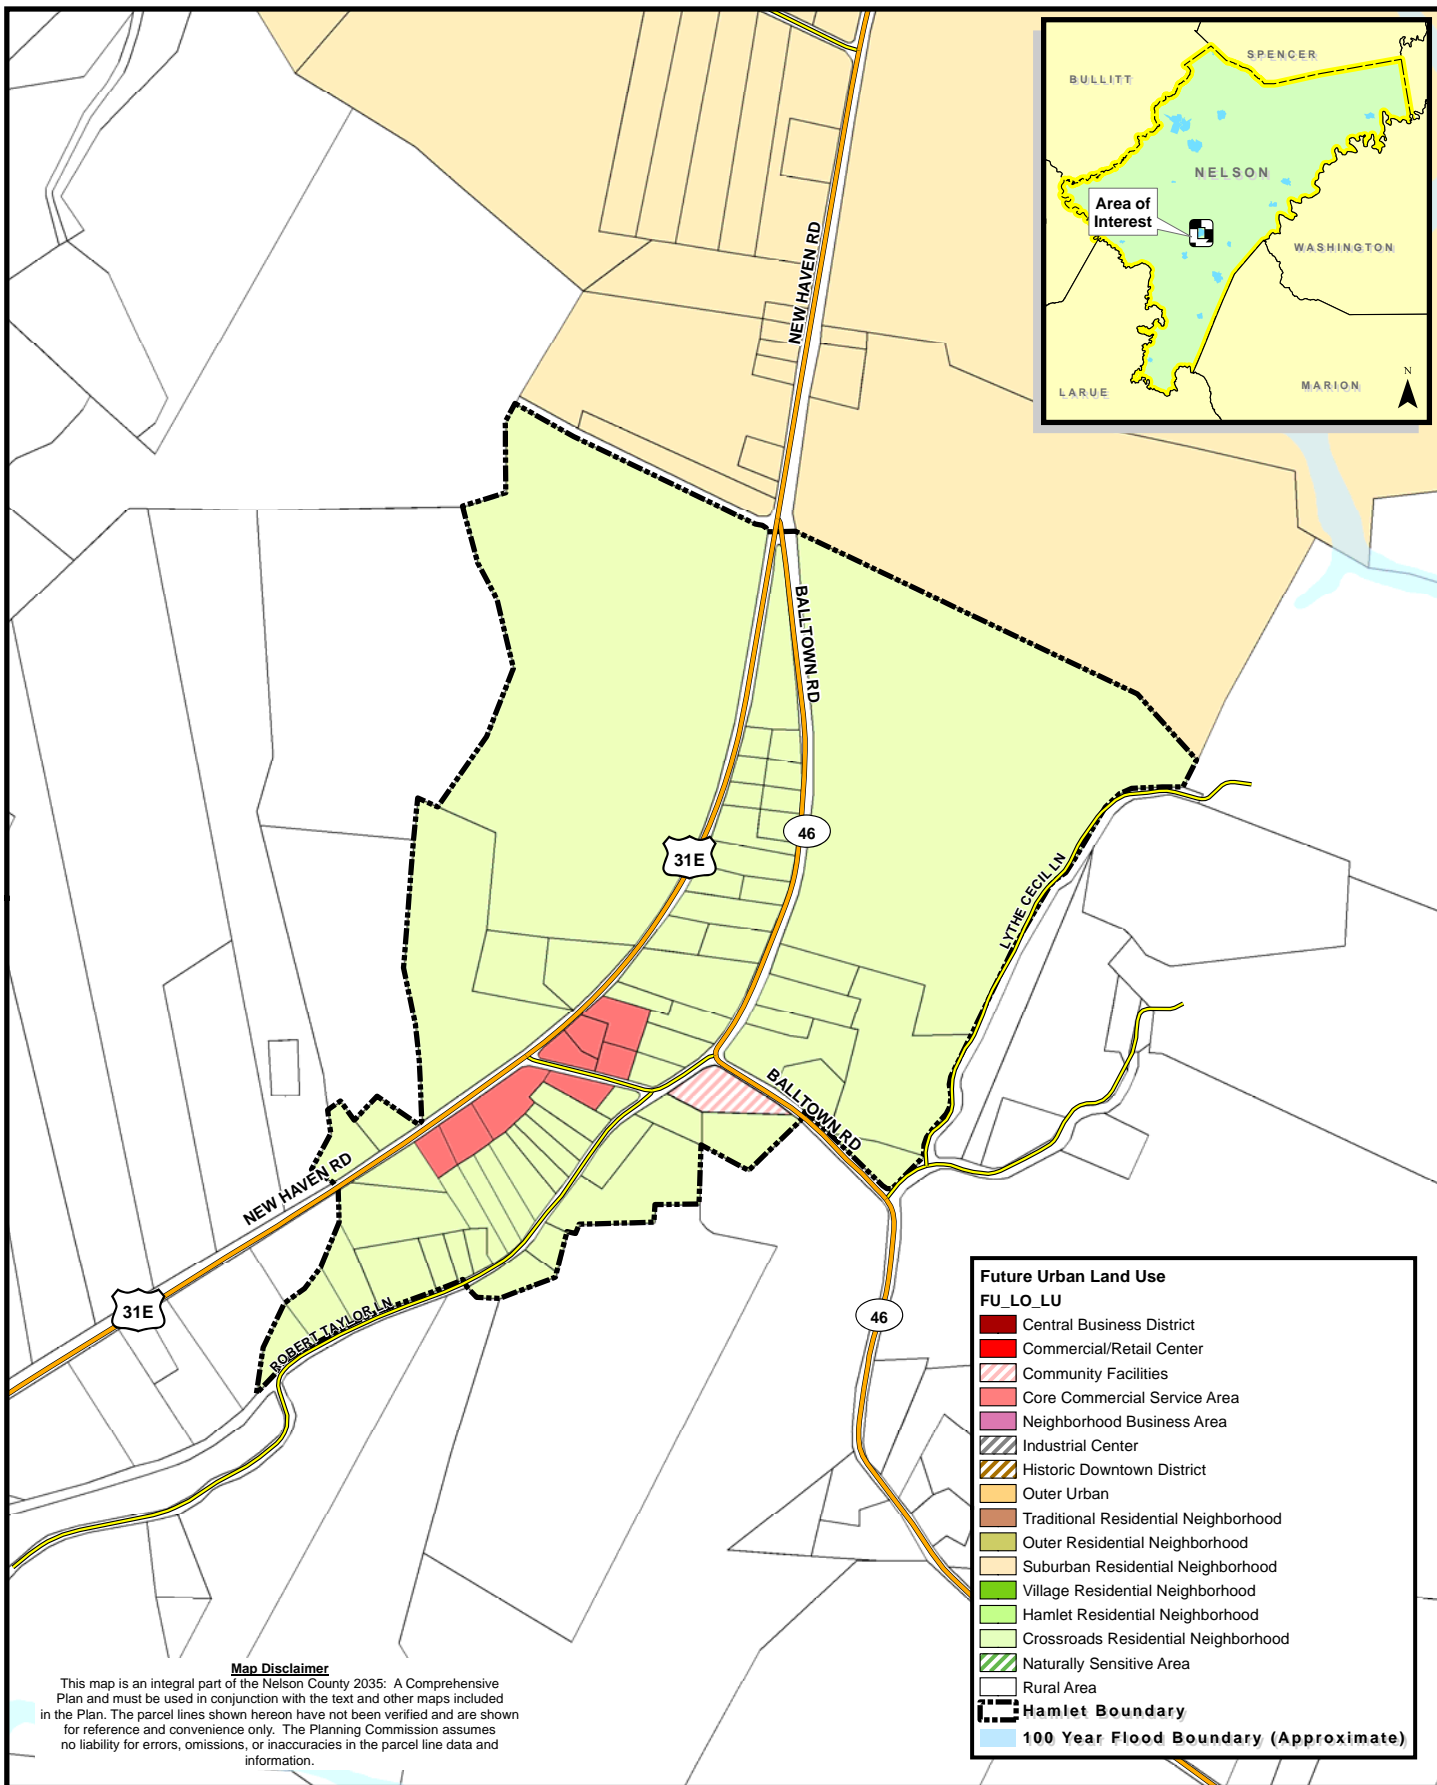 SPENCER
BULLITT
NELSON
Area of
Interest
WASHINGTON
LARUE
MARION
N
NEW HAVEN RD
BALLTOWN RD
46
31E
LYTHE CECIL LN
BALLTOWN RD
NEW HAVEN RD
31E
ROBERT TAYLOR LN
46
Future Urban Land Use
FU_LO_LU
Central Business District
Commercial/Retail Center
Community Facilities
Core Commercial Service Area
Neighborhood Business Area
Industrial Center
Historic Downtown District
Outer Urban
Traditional Residential Neighborhood
Outer Residential Neighborhood
Suburban Residential Neighborhood
Village Residential Neighborhood
Hamlet Residential Neighborhood
Crossroads Residential Neighborhood
Naturally Sensitive Area
Rural Area
Hamlet Boundary
100 Year Flood Boundary (Approximate)
Map Disclaimer
This map is an integral part of the Nelson County 2035: A Comprehensive
Plan and must be used in conjunction with the text and other maps included
in the Plan. The parcel lines shown hereon have not been verified and are shown
for reference and convenience only. The Planning Commission assumes
no liability for errors, omissions, or inaccuracies in the parcel line data and
information.